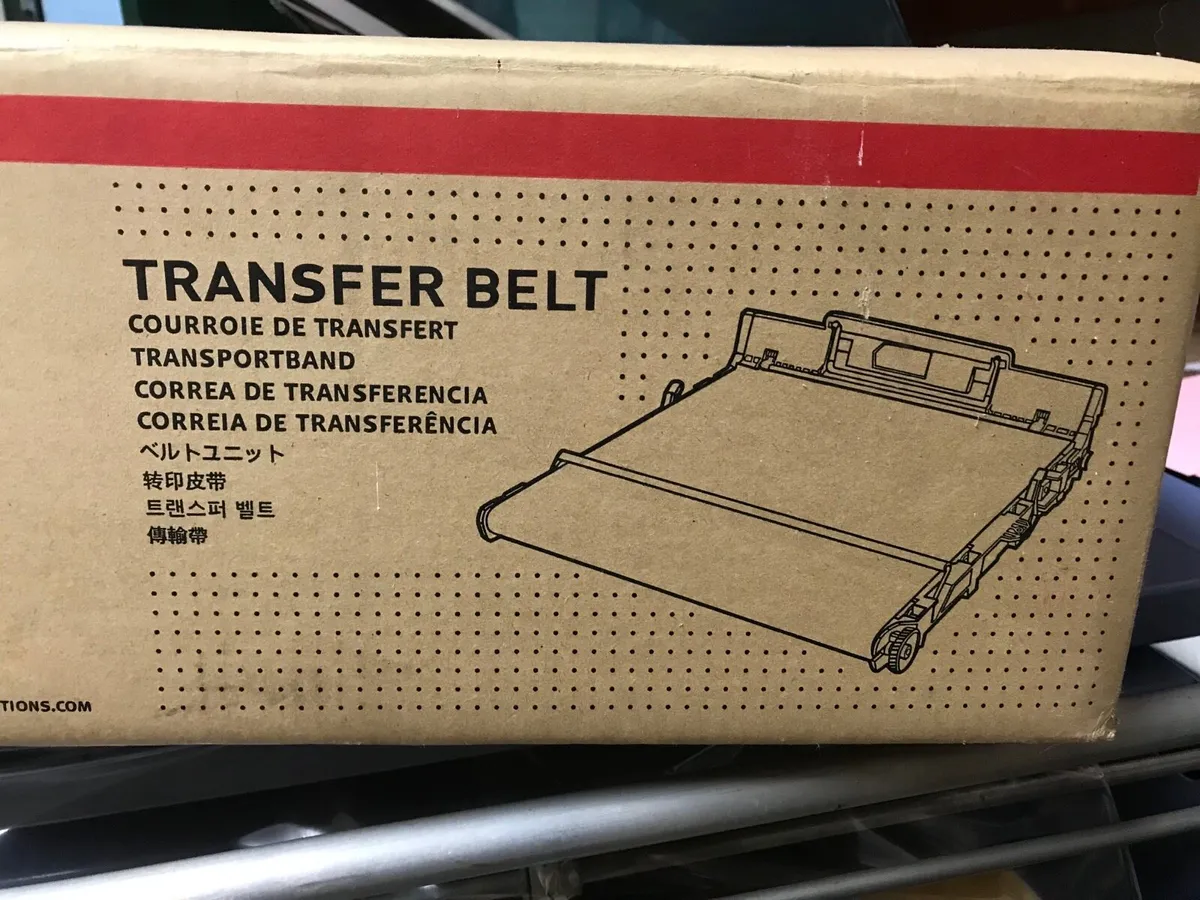 TRANSFER BELT
COURROIE DE TRANSFERT
TRANSPORTBAND
CORREA DE TRANSFERENCIA
CORREIA DE TRANSFERÊNCIA
ベルトユニット
转印皮带
트랜스퍼 벨트
傳輸帶
TIONS.COM